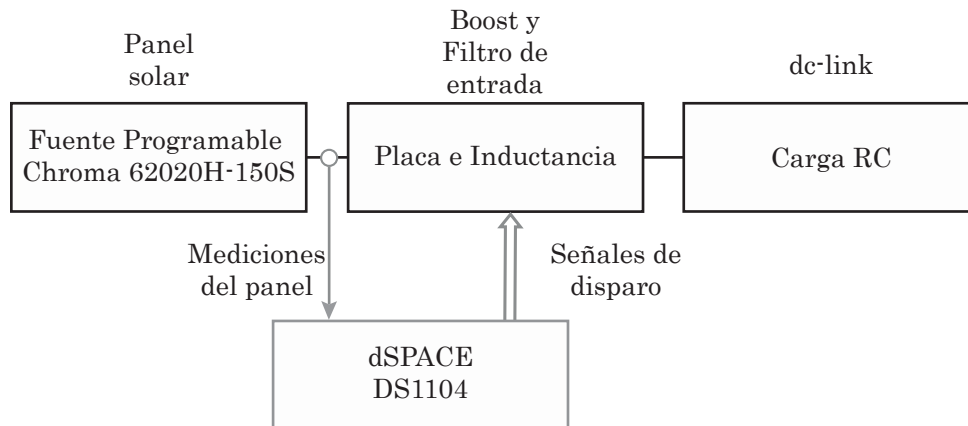 Panel
solar
Boost y
Filtro de
entrada
dc-link
Fuente Programable
Chroma 62020H-150S
Placa e Inductancia
Carga RC
Mediciones
del panel
Señales de
disparo
dSPACE
DS1104